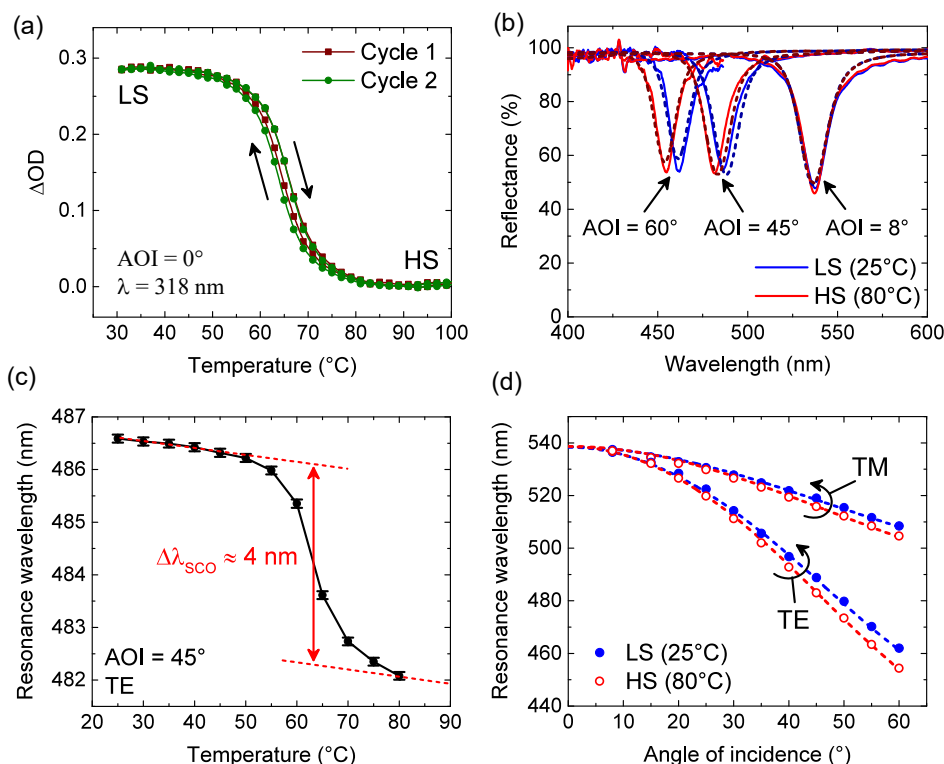 (a)
Cycle 1
Cycle 2
LS
HS
AOI = 0°
λ = 318 nm
ΔOD
0.3
0.2
0.1
0.0
30 40 50 60 70 80 90 100
Temperature (°C)
(b)
Reflectance (%)
100
80
60
40
20
0
AOI = 60°
AOI = 45°
AOI = 8°
LS (25°C)
HS (80°C)
400 450 500 550 600
Wavelength (nm)
(c)
Resonance wavelength (nm)
487
486
485
484
483
482
ΔλSCO ≈ 4 nm
AOI = 45°
TE
20 30 40 50 60 70 80 90
Temperature (°C)
(d)
Resonance wavelength (nm)
540
520
500
480
460
440
TM
TE
LS (25°C)
HS (80°C)
0 10 20 30 40 50 60
Angle of incidence (°)